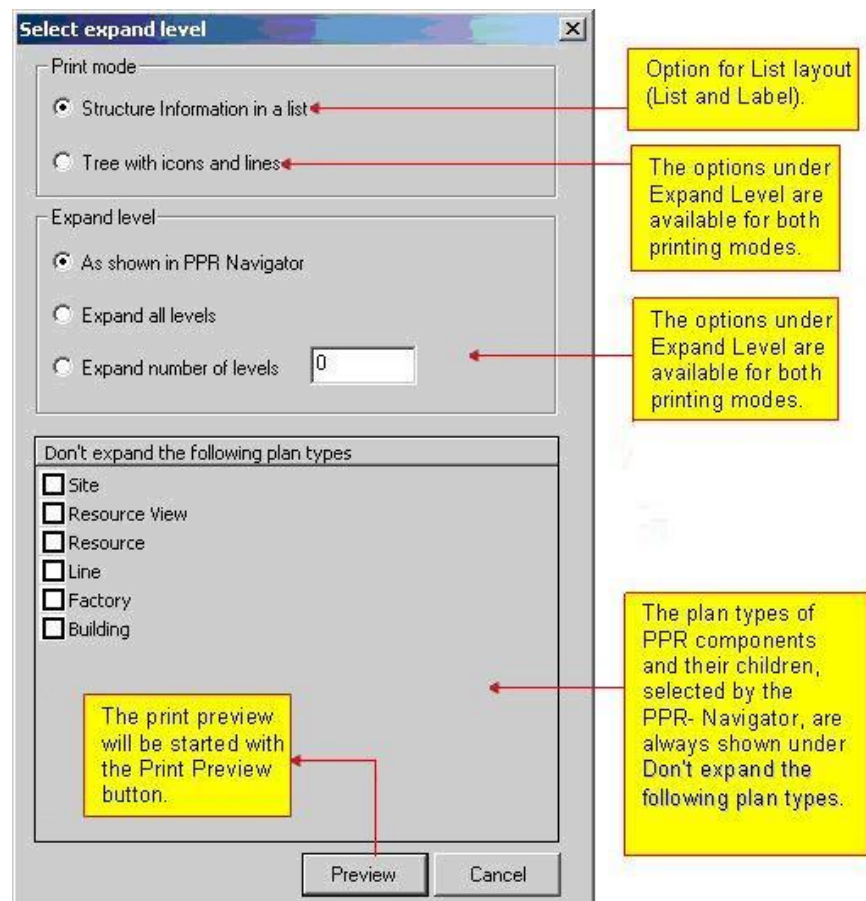 Select expand level
Print mode
Structure Information in a list
Tree with icons and lines
Expand level
As shown in PPR Navigator
Expand all levels
Expand number of levels 0
Don't expand the following plan types
Site
Resource View
Resource
Line
Factory
Building
The print preview
will be started with
the Print Preview
button.
Preview
Cancel
Option for List layout
(List and Label).
The options under
Expand Level are
available for both
printing modes.
The options under
Expand Level are
available for both
printing modes.
The plan types of
PPR components
and their children,
selected by the
PPR- Navigator, are
always shown under
Don't expand the
following plan types.